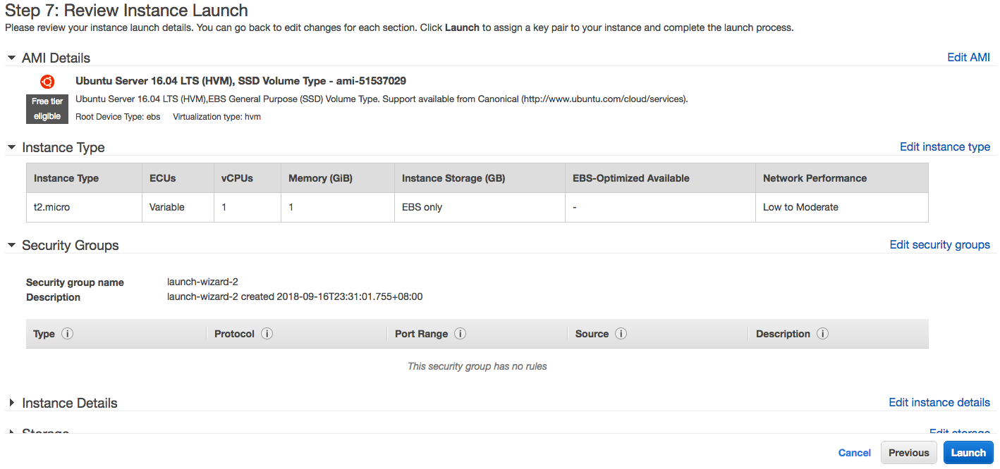 Step 7: Review Instance Launch
Please review your instance launch details. You can go back to edit changes for each section. Click Launch to assign a key pair to your instance and complete the launch process.
AMI Details
Edit AMI
Ubuntu Server 16.04 LTS (HVM), SSD Volume Type - ami-51537029
Free tier eligible
Ubuntu Server 16.04 LTS (HVM),EBS General Purpose (SSD) Volume Type. Support available from Canonical (http://www.ubuntu.com/cloud/services).
Root Device Type: ebs Virtualization type: hvm
Instance Type
Edit instance type
Instance Type ECUs vCPUs Memory (GiB) Instance Storage (GB) EBS-Optimized Available Network Performance
t2.micro Variable 1 1 EBS only - Low to Moderate
Security Groups
Edit security groups
Security group name launch-wizard-2
Description launch-wizard-2 created 2018-09-16T23:31:01.755+08:00
Type i Protocol i Port Range i Source i Description i
This security group has no rules
Instance Details
Edit instance details
Storage
Edit storage
Cancel Previous Launch